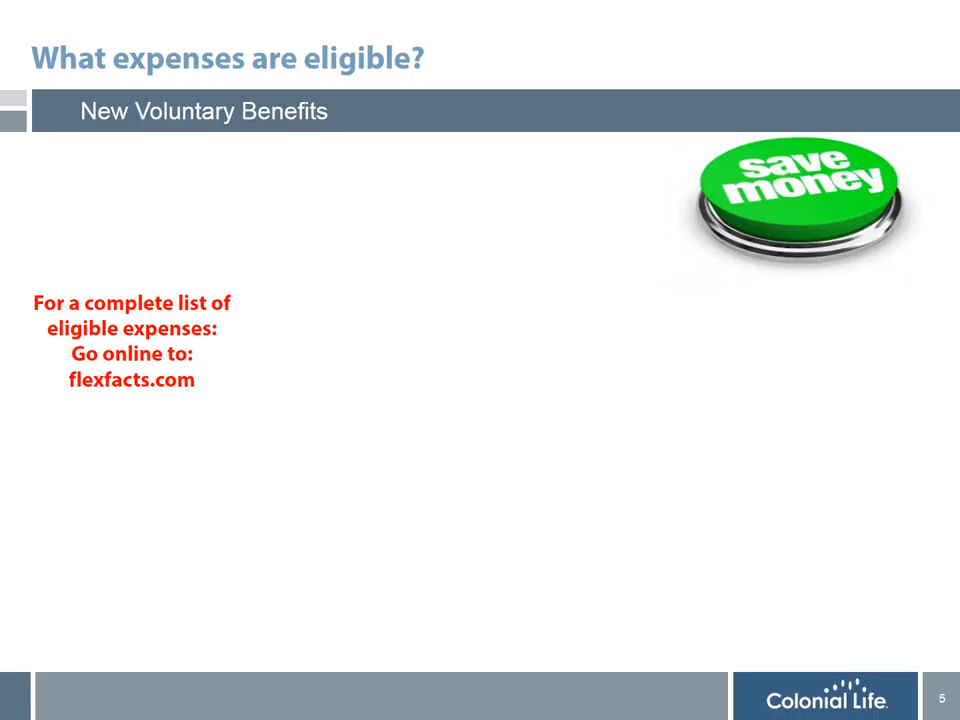 What expenses are eligible?
New Voluntary Benefits
save
money
For a complete list of
eligible expenses:
Go online to:
flexfacts.com
Colonial Life.
5